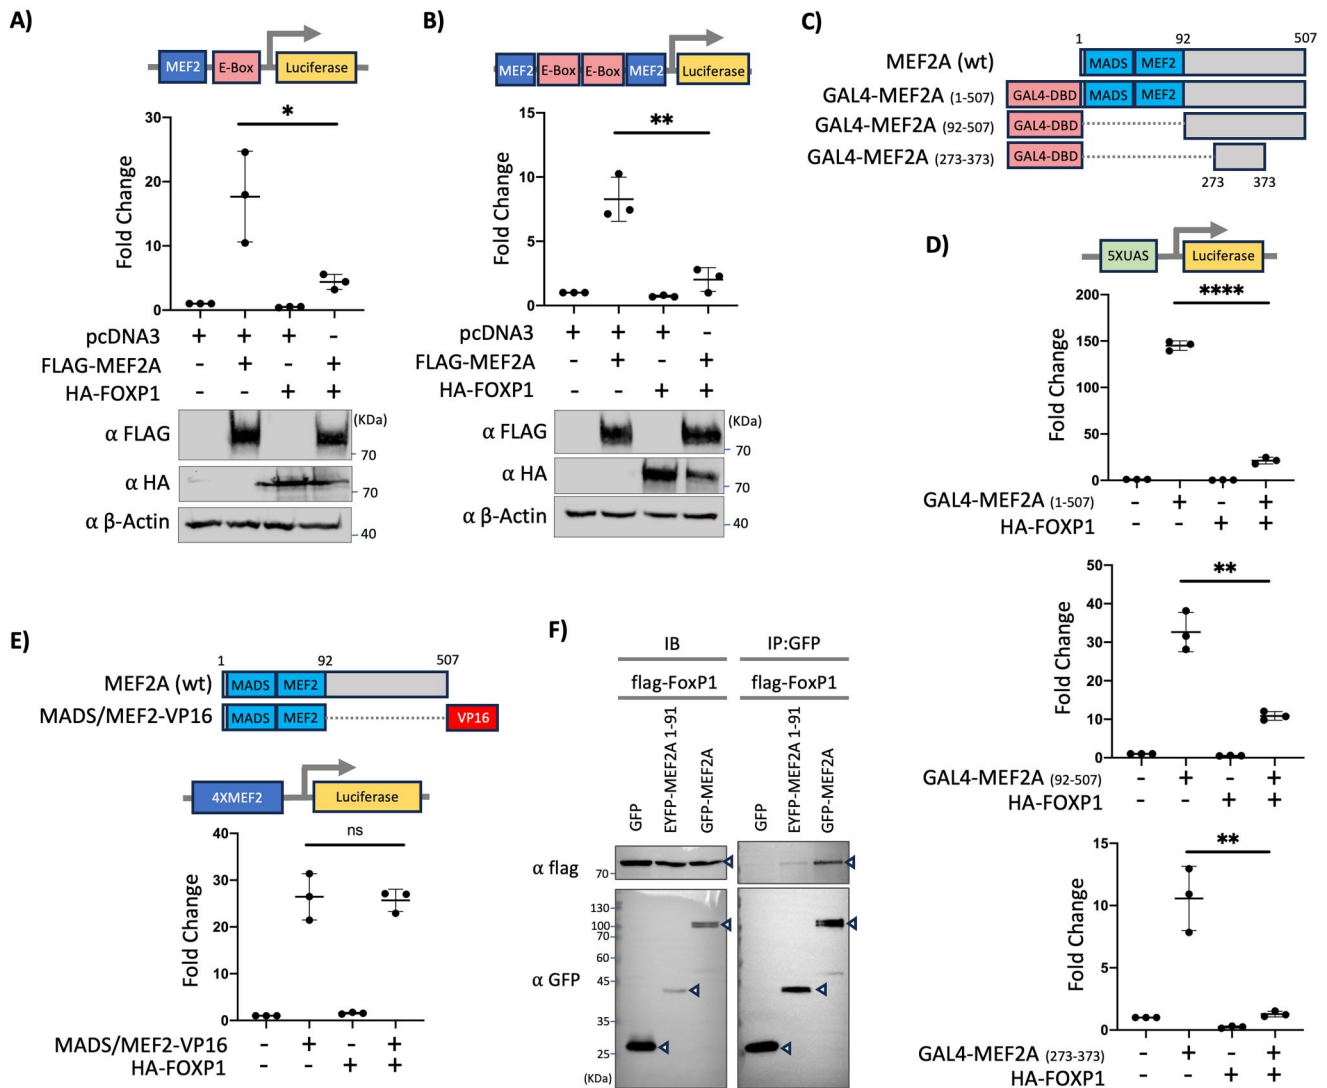 A)
MEF2 E-Box Luciferase
Fold Change
30
20
10
0
*
pcDNA3 + + + -
FLAG-MEF2A - + - +
HA-FOXP1 - - + +
(KDa)
α FLAG
70
α HA
70
α β-Actin
40
B)
MEF2 E-Box E-Box MEF2 Luciferase
Fold Change
15
10
5
0
**
pcDNA3 + + + -
FLAG-MEF2A - + - +
HA-FOXP1 - - + +
(KDa)
α FLAG
70
α HA
70
α β-Actin
40
C)
1 92 507
MEF2A (wt) MADS MEF2
GAL4-MEF2A (1-507) GAL4-DBD MADS MEF2
GAL4-MEF2A (92-507) GAL4-DBD
GAL4-MEF2A (273-373) GAL4-DBD
273 373
D)
5XUAS Luciferase
Fold Change
200
150
100
50
0
****
GAL4-MEF2A (1-507) - + - +
HA-FOXP1 - - + +
Fold Change
50
40
30
20
10
0
**
GAL4-MEF2A (92-507) - + - +
HA-FOXP1 - - + +
Fold Change
15
10
5
0
**
GAL4-MEF2A (273-373) - + - +
HA-FOXP1 - - + +
E)
1 92 507
MEF2A (wt) MADS MEF2
MADS/MEF2-VP16 MADS MEF2 VP16
4XMEF2 Luciferase
Fold Change
40
30
20
10
0
ns
MADS/MEF2-VP16 - + - +
HA-FOXP1 - - + +
F)
IB IP:GFP
flag-FoxP1 flag-FoxP1
GFP
EYFP-MEF2A 1-91
GFP-MEF2A
GFP
EYFP-MEF2A 1-91
GFP-MEF2A
α flag
70
α GFP
130
100
70
60
45
35
25
(KDa)